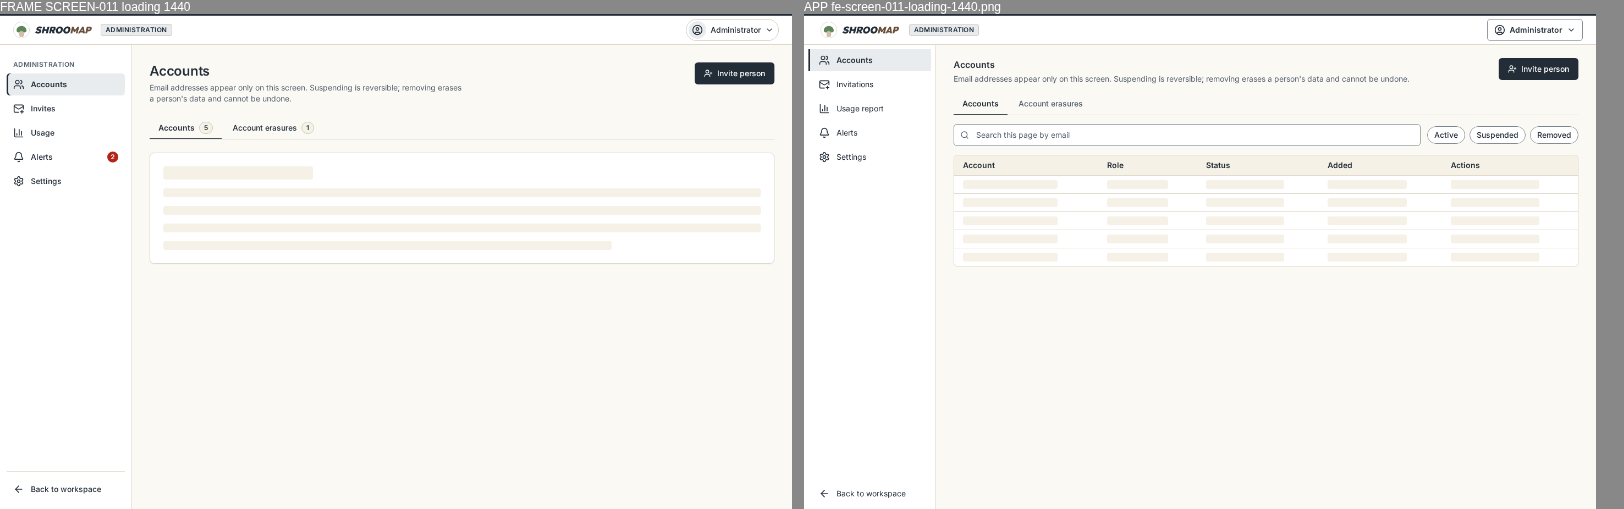 FRAME SCREEN-011 loading 1440
SHROOMAP ADMINISTRATION Administrator
ADMINISTRATION
Accounts
Invites
Usage
Alerts 2
Settings
Back to workspace
Accounts
Email addresses appear only on this screen. Suspending is reversible; removing erases
a person's data and cannot be undone.
Invite person
Accounts 5 Account erasures 1
APP fe-screen-011-loading-1440.png
SHROOMAP ADMINISTRATION Administrator
Accounts
Invitations
Usage report
Alerts
Settings
Back to workspace
Accounts
Email addresses appear only on this screen. Suspending is reversible; removing erases a person's data and cannot be undone.
Invite person
Accounts Account erasures
Search this page by email
Active Suspended Removed
Account Role Status Added Actions